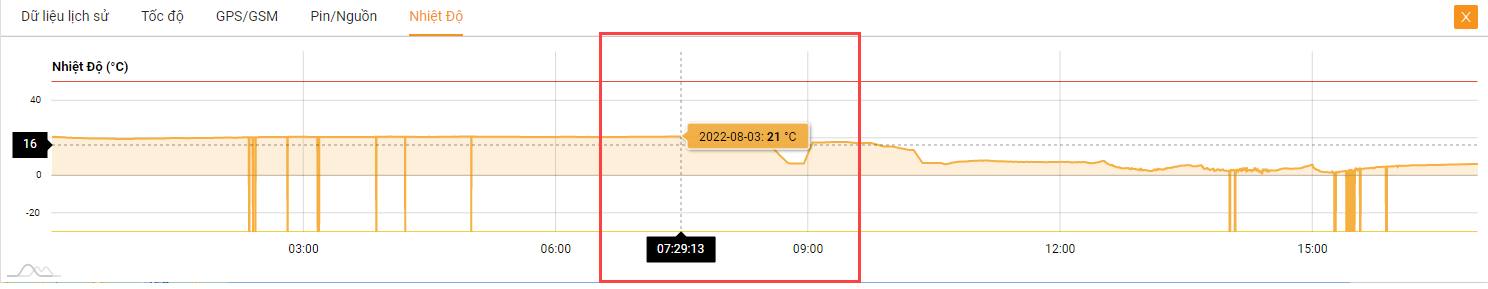 Dữ liệu lịch sử Tốc độ GPS/GSM Pin/Nguồn Nhiệt Độ X
Nhiệt Độ (°C)
40
2022-08-03: 21 °C
16
0
-20
03:00 06:00 07:29:13 09:00 12:00 15:00